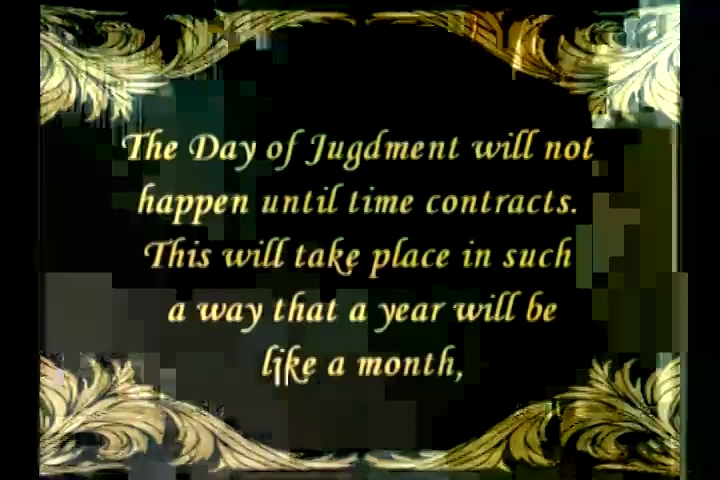 The Day of Jugdment will not
happen until time contracts.
This will take place in such
a way that a year will be
like a month,